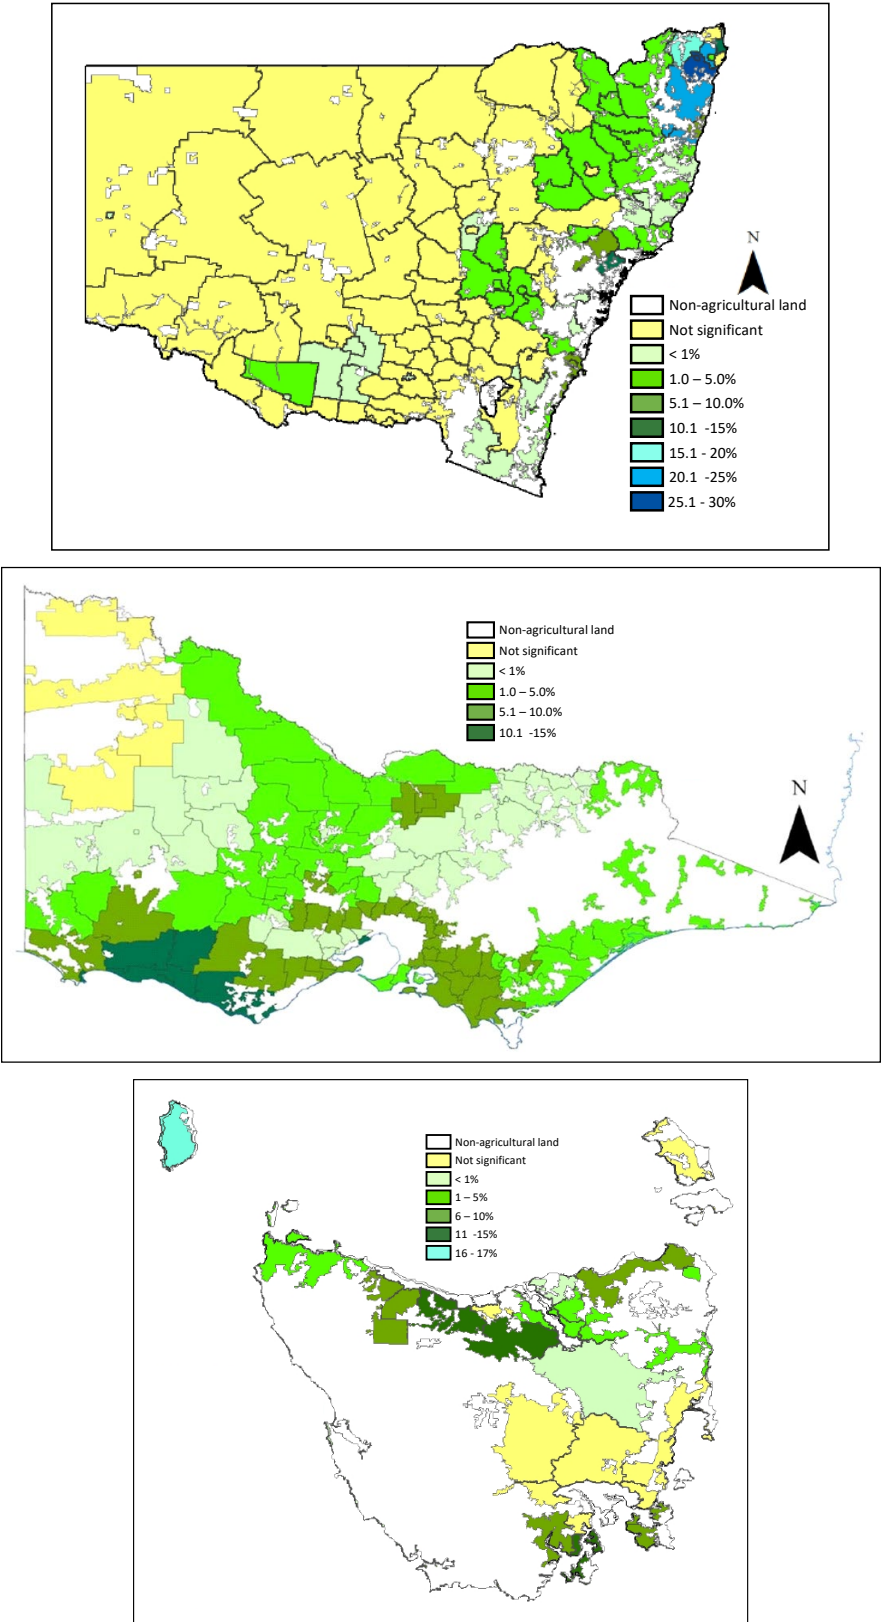 N
Non-agricultural land
Not significant
< 1%
1.0 – 5.0%
5.1 – 10.0%
10.1 -15%
15.1 - 20%
20.1 -25%
25.1 - 30%
Non-agricultural land
Not significant
< 1%
1.0 – 5.0%
5.1 – 10.0%
10.1 -15%
N
Non-agricultural land
Not significant
< 1%
1 – 5%
6 – 10%
11 -15%
16 - 17%